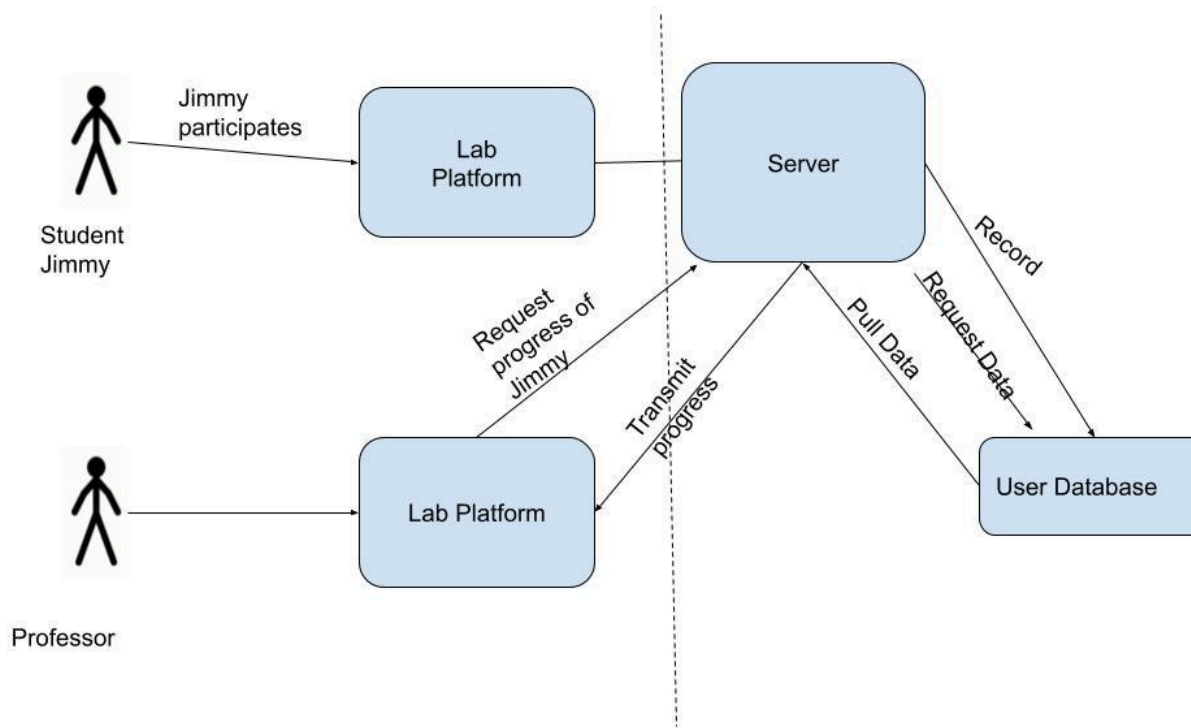 Jimmy
participates
Lab
Platform
Server
Student
Jimmy
Record
Request
progress of
Jimmy
Transmit
progress
Pull Data
Request Data
Lab Platform
User Database
Professor